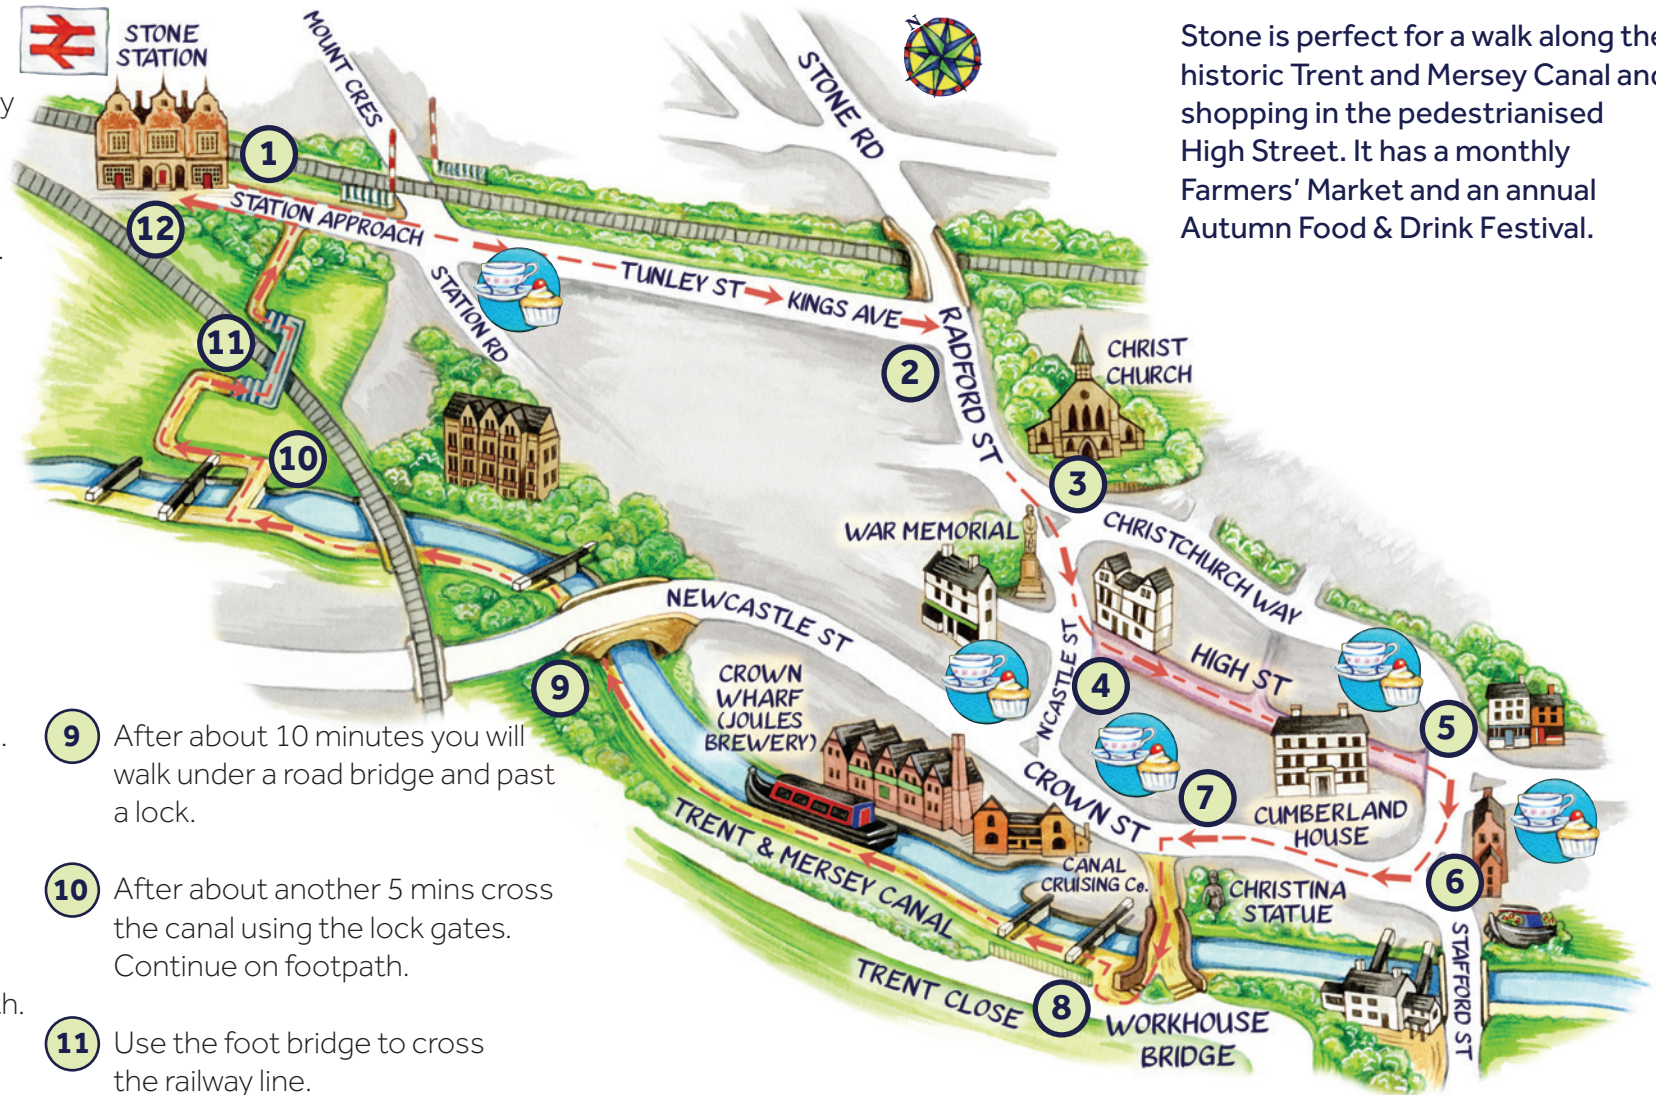 STONE
STATION
MOUNT CRES
STONE RD
N
Stone is perfect for a walk along the
historic Trent and Mersey Canal and
shopping in the pedestrianised
High Street. It has a monthly
Farmers' Market and an annual
Autumn Food & Drink Festival.
y
.
1
12
STATION APPROACH
STATION RD
TUNLEY ST
KINGS AVE
RADFORD ST
2
CHRIST
CHURCH
3
11
10
WAR MEMORIAL
CHRISTCHURCH WAY
NEWCASTLE ST
N'CASTLE ST
HIGH ST
4
5
9
CROWN
WHARF
(JOULES
BREWERY)
CROWN ST
7
CUMBERLAND
HOUSE
6
TRENT & MERSEY CANAL
CANAL
CRUISING Co.
CHRISTINA
STATUE
STAFFORD ST
TRENT CLOSE
8
WORKHOUSE
BRIDGE
.
9 After about 10 minutes you will
walk under a road bridge and past
a lock.
10 After about another 5 mins cross
the canal using the lock gates.
Continue on footpath.
h.
11 Use the foot bridge to cross
the railway line.